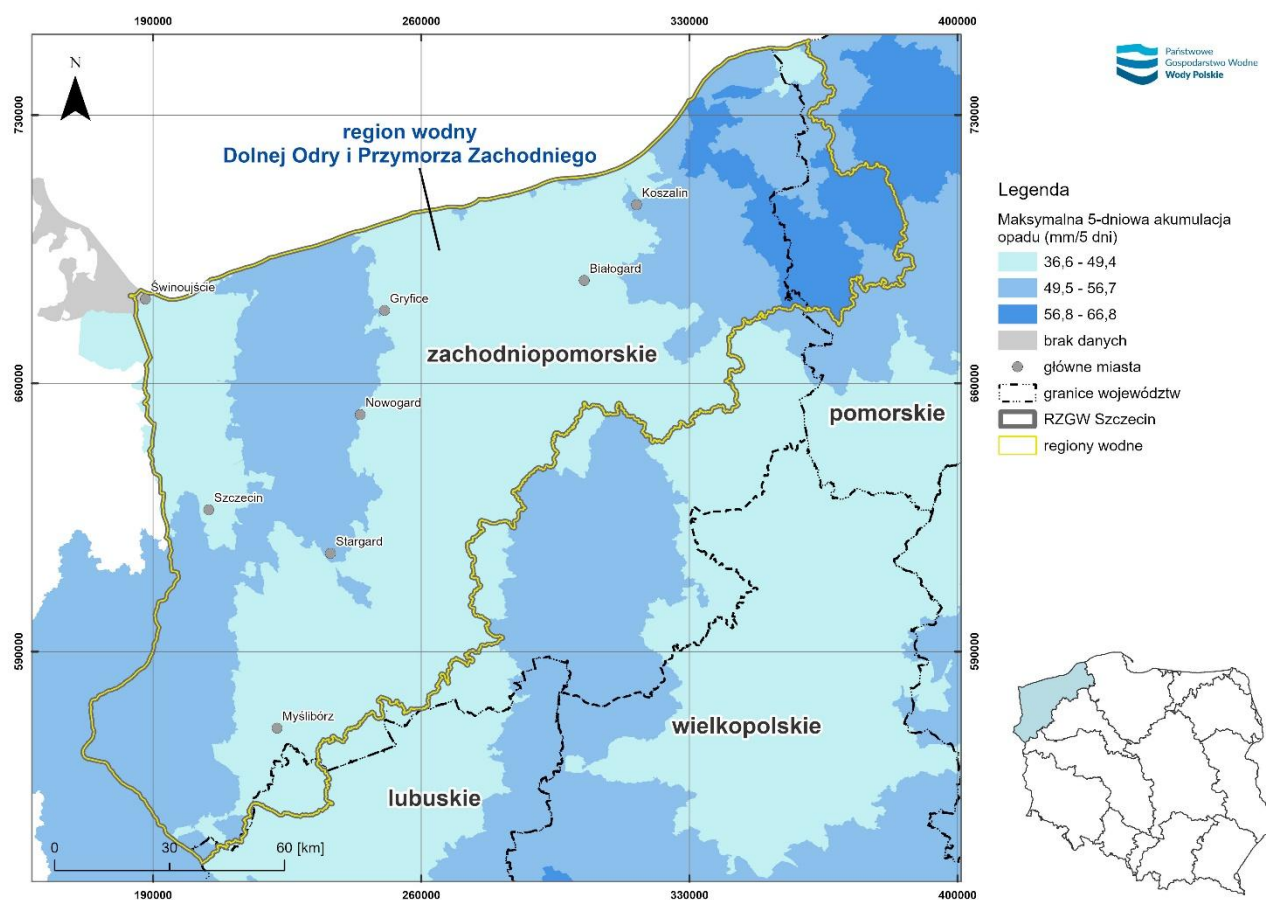 190000
260000
330000
400000
N
730000
730000
region wodny
Dolnej Odry i Przymorza Zachodniego
Koszalin
Białogard
Świnoujście
Gryfice
zachodniopomorskie
660000
660000
Nowogard
pomorskie
Szczecin
Stargard
590000
590000
Myślibórz
wielkopolskie
lubuskie
0 30 60 [km]
190000
260000
330000
400000
Państwowe
Gospodarstwo Wodne
Wody Polskie
Legenda
Maksymalna 5-dniowa akumulacja
opadu (mm/5 dni)
36,6 - 49,4
49,5 - 56,7
56,8 - 66,8
brak danych
główne miasta
granice województw
RZGW Szczecin
regiony wodne